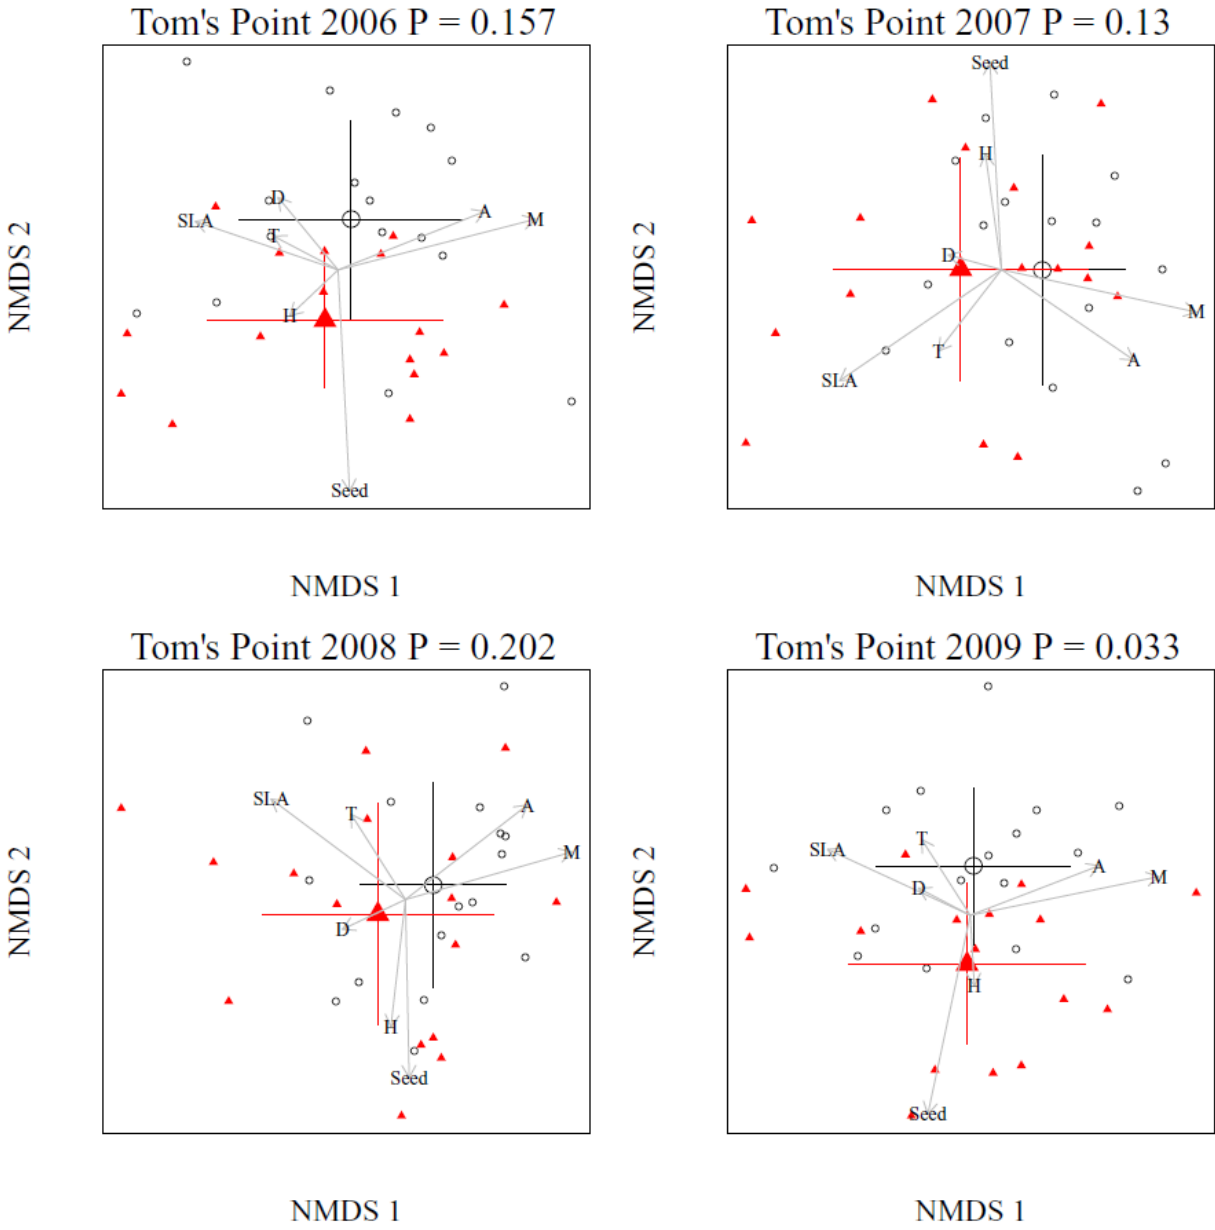 Tom's Point 2006 P = 0.157
NMDS 2
D
SLA
T
A
M
H
Seed
NMDS 1
Tom's Point 2007 P = 0.13
NMDS 2
Seed
H
D
M
T
A
SLA
NMDS 1
Tom's Point 2008 P = 0.202
NMDS 2
SLA
T
A
M
D
H
Seed
NMDS 1
Tom's Point 2009 P = 0.033
NMDS 2
T
SLA
A
M
D
H
Seed
NMDS 1